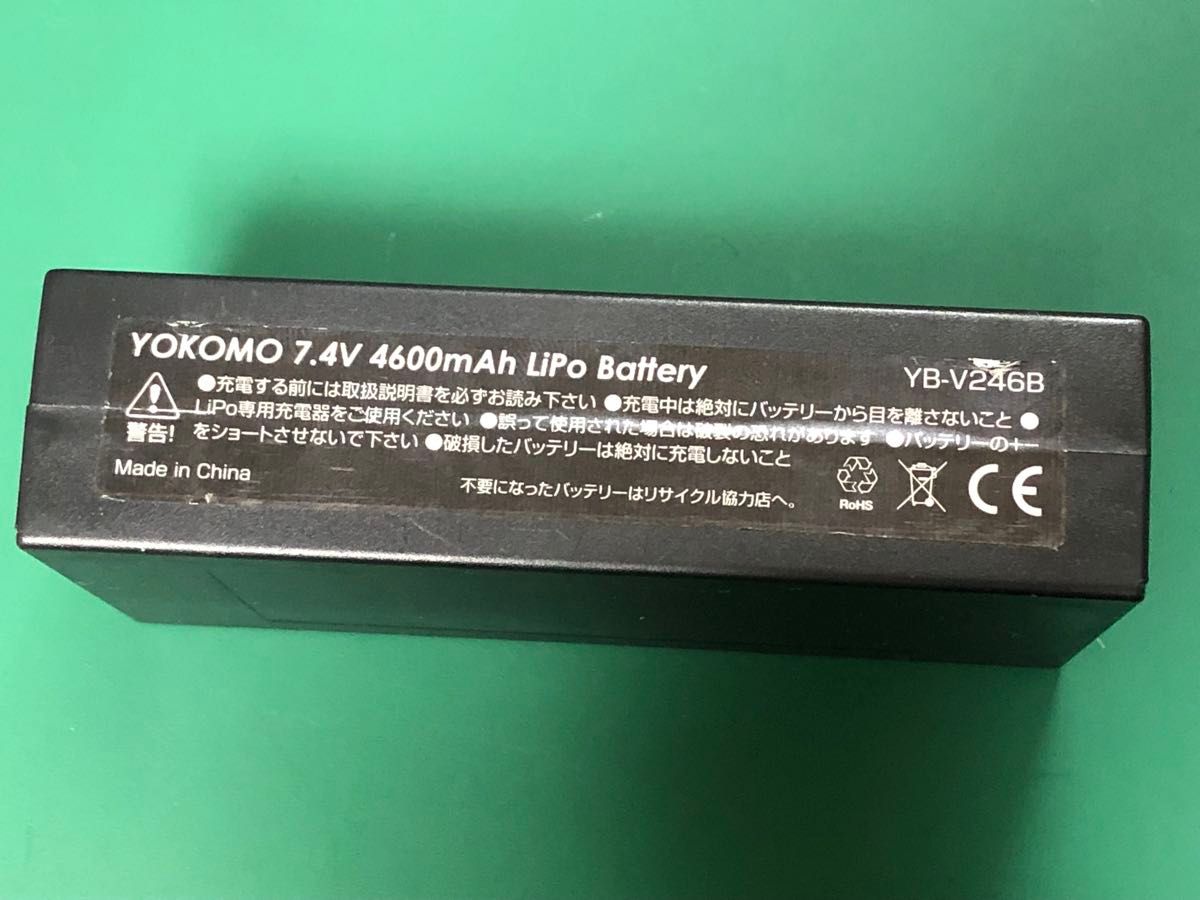 YOKOMO 7.4V 4600mAh LiPo Battery YB-V246B
●充電する前には取扱説明書を必ずお読み下さい ●充電中は絶対にバッテリーから目を離さないこと ●
LiPo専用充電器をご使用ください ●誤って使用された場合は破裂の恐れがあります ●バッテリーの+−
警告! をショートさせないで下さい ●破損したバッテリーは絶対に充電しないこと
Made in China 不要になったバッテリーはリサイクル協力店へ。
RoHS CE